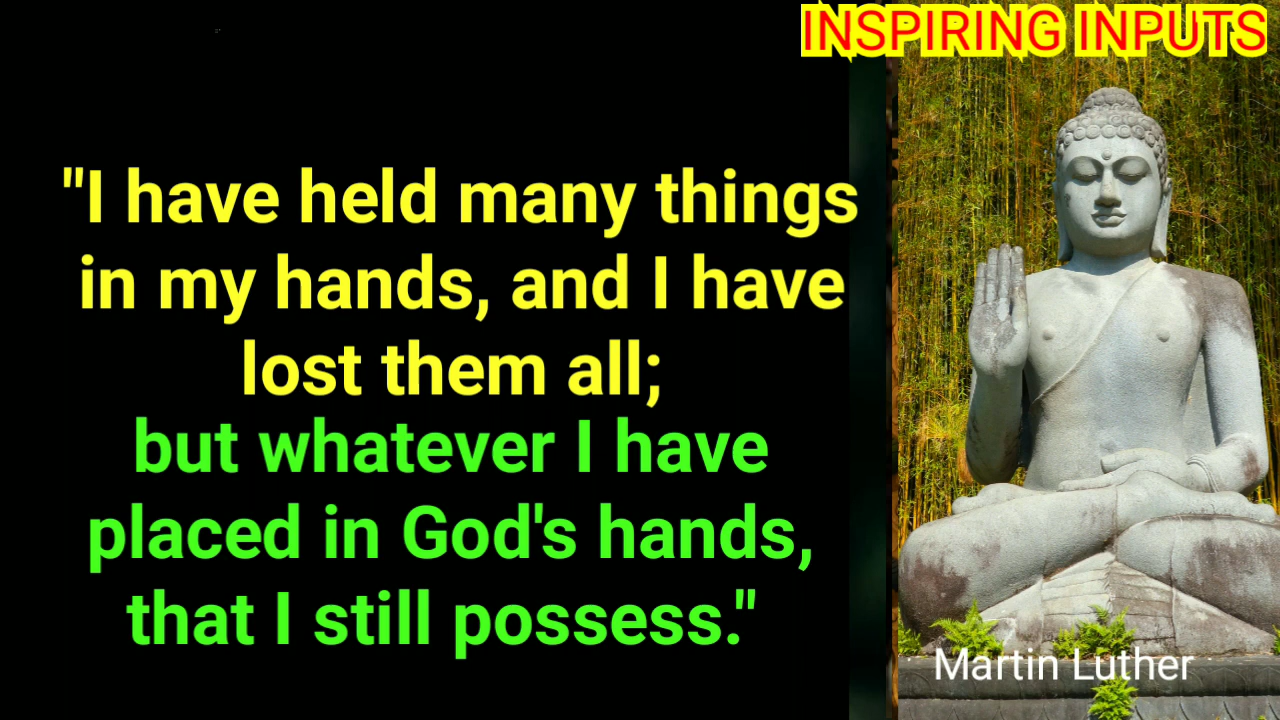 INSPIRING INPUTS
"I have held many things
in my hands, and I have
lost them all;
but whatever I have
placed in God's hands,
that I still possess."
Martin Luther